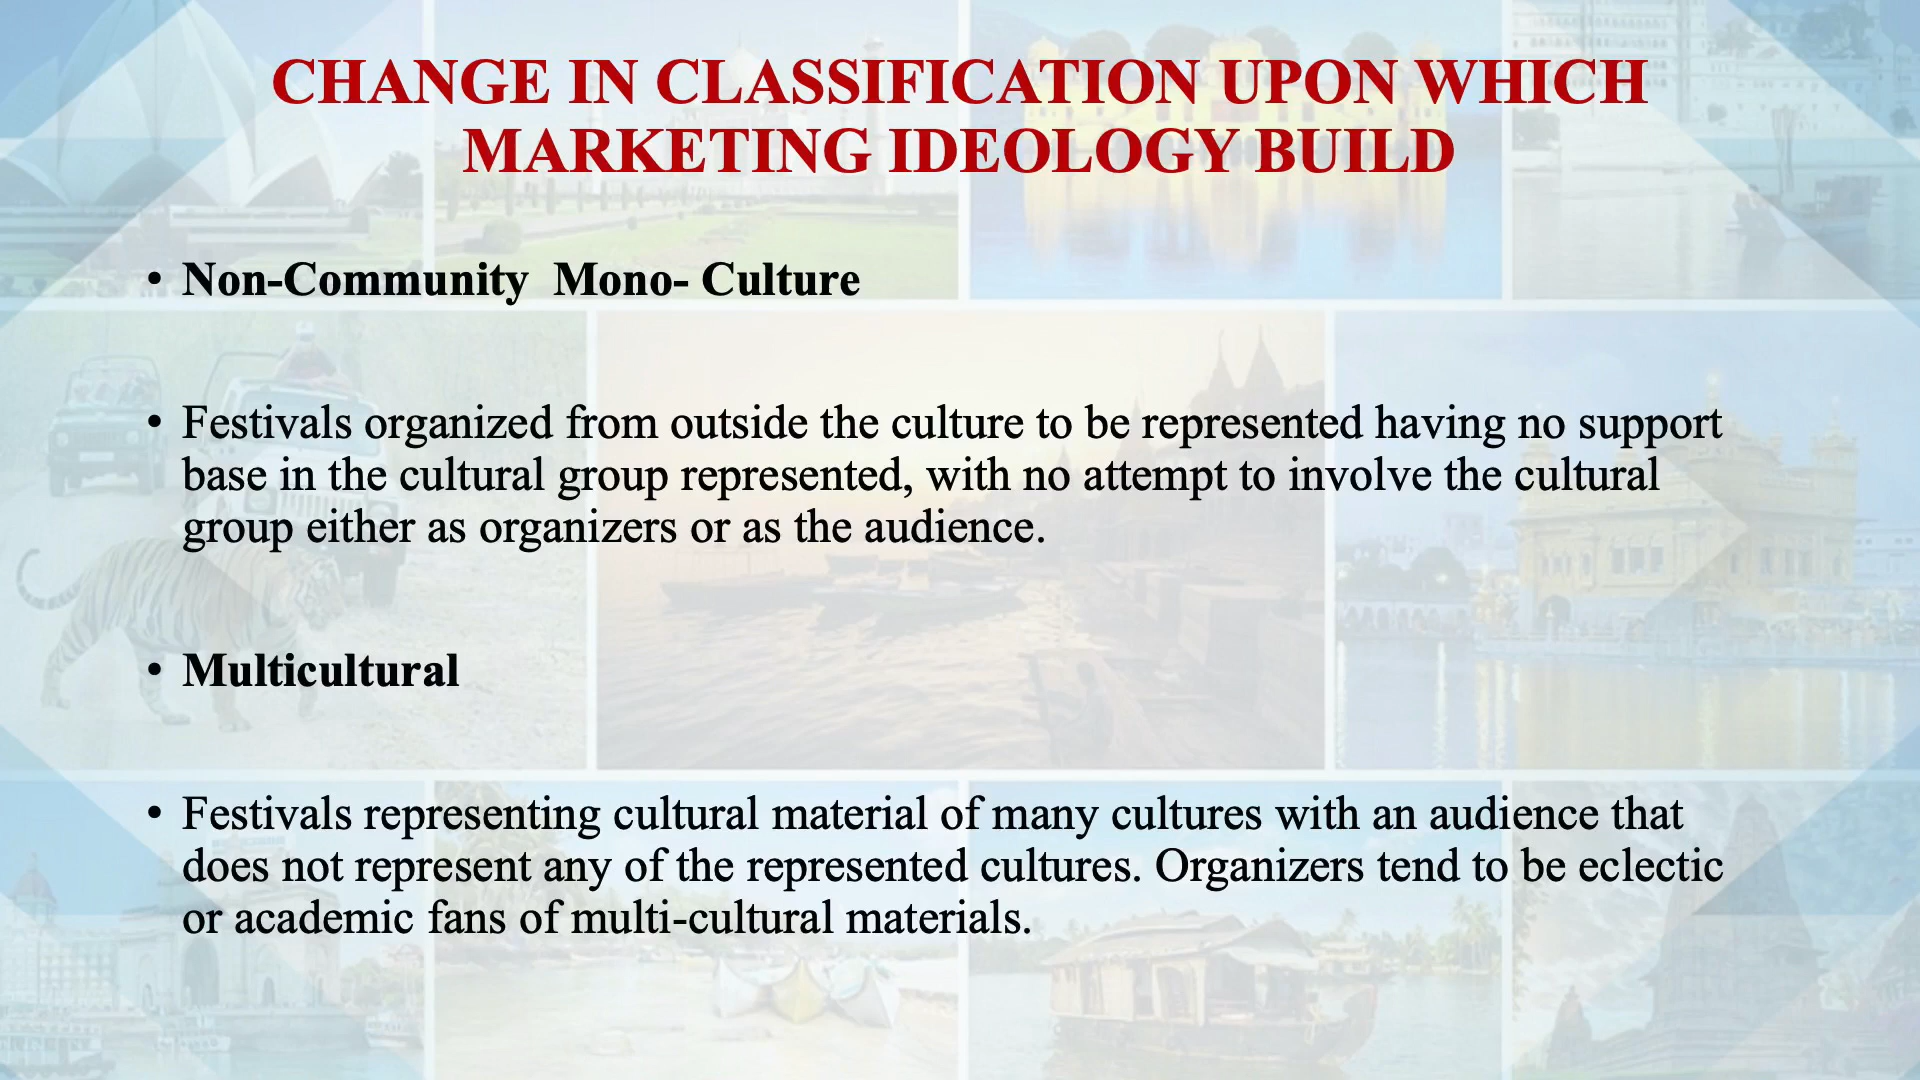 CHANGE IN CLASSIFICATION UPON WHICH
MARKETING IDEOLOGY BUILD
• Non-Community  Mono- Culture
• Festivals organized from outside the culture to be represented having no support
base in the cultural group represented, with no attempt to involve the cultural
group either as organizers or as the audience.
• Multicultural
• Festivals representing cultural material of many cultures with an audience that
does not represent any of the represented cultures. Organizers tend to be eclectic
or academic fans of multi-cultural materials.